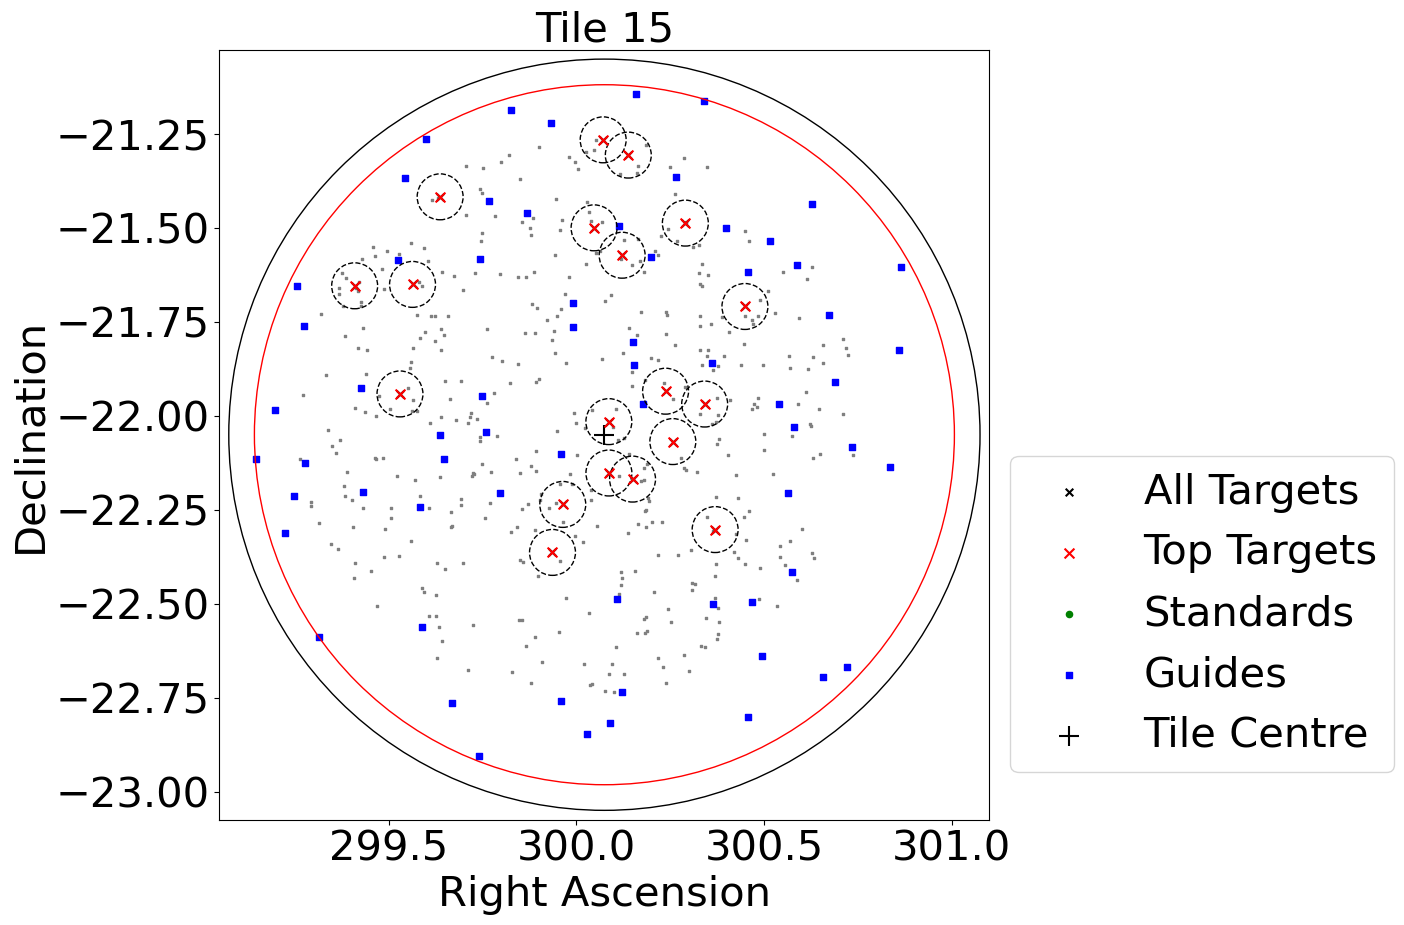 Tile 15
Declination
−21.25
−21.50
−21.75
−22.00
−22.25
−22.50
−22.75
−23.00
299.5 300.0 300.5 301.0
Right Ascension
All Targets
Top Targets
Standards
Guides
Tile Centre